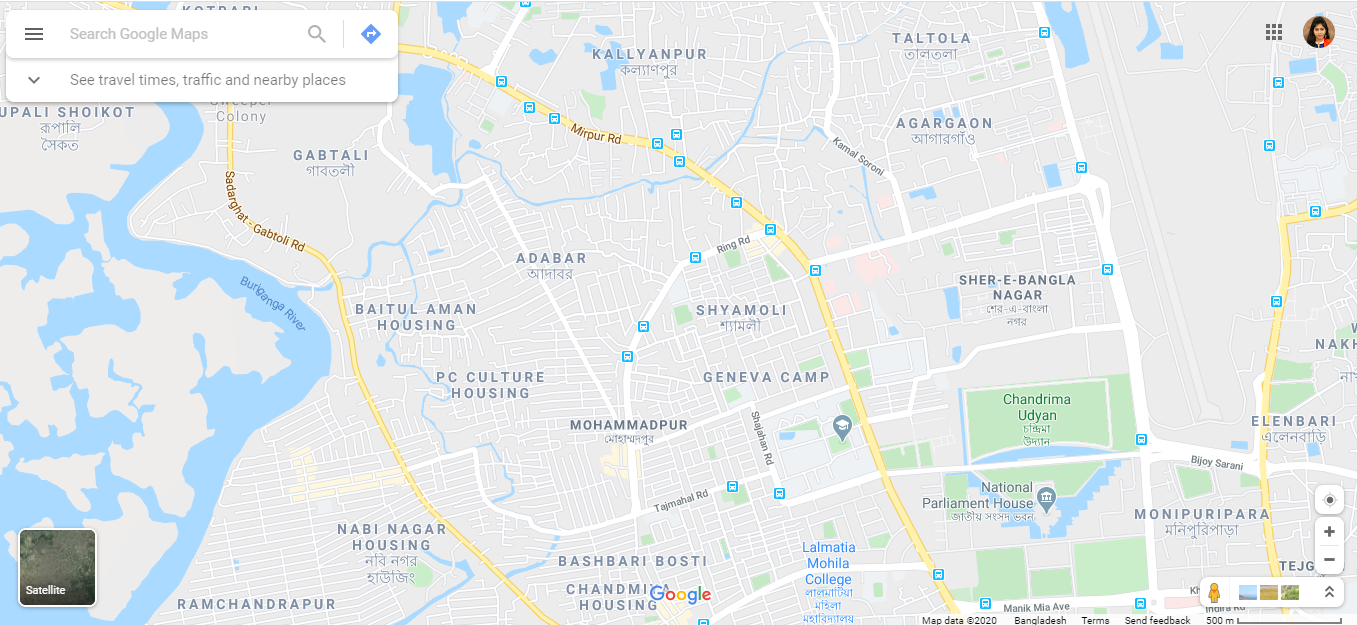 KOTBARI
Search Google Maps
See travel times, traffic and nearby places
KALLYANPUR
কল্যাণপুর
TALTOLA
তালতলা
Sweeper
Colony
UPALI SHOIKOT
রূপালি
সৈকত
GABTALI
গাবতলী
Mirpur Rd
AGARGAON
আগারগাঁও
Kamal Soroni
Sadarghat - Gabtoli Rd
Ring Rd
ADABAR
আদাবর
Buriganga River
BAITUL AMAN
HOUSING
SHYAMOLI
শ্যামলী
SHER-E-BANGLA
NAGAR
শের-এ-বাংলা
নগর
NAKH
PC CULTURE
HOUSING
GENEVA CAMP
Chandrima
Udyan
চন্দ্রিমা
উদ্যান
MOHAMMADPUR
মোহাম্মদপুর
Shajahan Rd
ELENBARI
এলেনবাড়ি
Bijoy Sarani
Tajmahal Rd
National
Parliament House
জাতীয় সংসদ ভবন
MONIPURIPARA
মনিপুরিপাড়া
NABI NAGAR
HOUSING
নবি নগর
হাউজিং
BASHBARI BOSTI
Lalmatia
Mohila
College
লালমাটিয়া
মহিলা
মহাবিদ্যালয়
TEJG
Satellite
CHANDMIYA
HOUSING
Google
RAMCHANDRAPUR
Manik Mia Ave
Indira Rd
Map data ©2020 Bangladesh Terms Send feedback 500 m